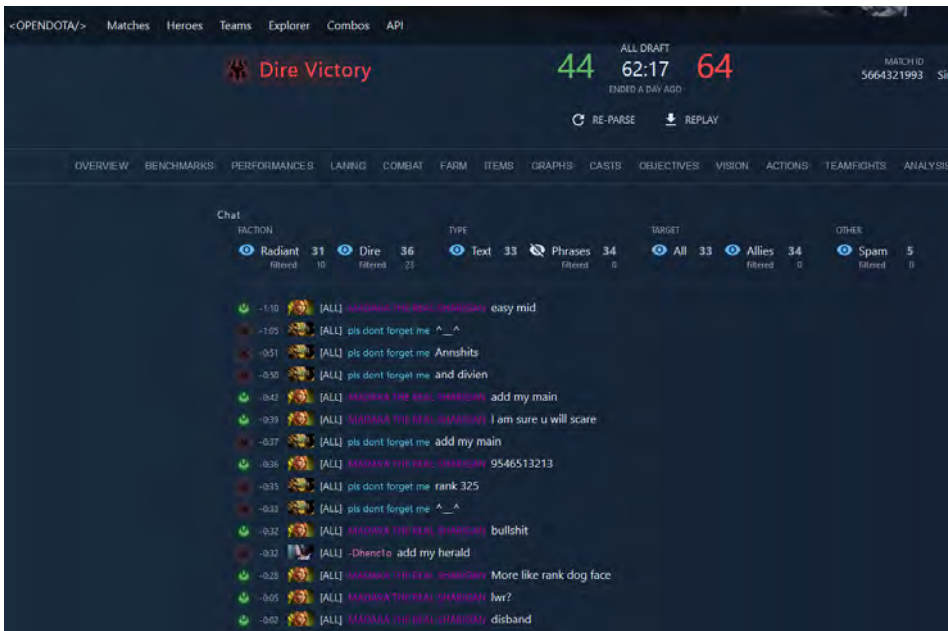 <OPENDOTA/> Matches Heroes Teams Explorer Combos API
ALL DRAFT
Dire Victory 44 62:17 64
MATCH ID
5664321993
ENDED A DAY AGO
RE-PARSE REPLAY
OVERVIEW BENCHMARKS PERFORMANCES LANING COMBAT FARM ITEMS GRAPHS CASTS OBJECTIVES VISION ACTIONS TEAMFIGHTS ANALYSIS
Chat
FACTION TYPE TARGET OTHER
Radiant 31 Dire 36 Text 33 Phrases 34 All 33 Allies 34 Spam 5
filtered 10 filtered 23 filtered 0 filtered 0 filtered 0
-1:10 [ALL] easy mid
-1:05 [ALL] pls dont forget me ^__^
-0:51 [ALL] pls dont forget me Annshits
-0:50 [ALL] pls dont forget me and divien
-0:42 [ALL] add my main
-0:39 [ALL] I am sure u will scare
-0:37 [ALL] pls dont forget me add my main
-0:36 [ALL] 9546513213
-0:35 [ALL] pls dont forget me rank 325
-0:33 [ALL] pls dont forget me ^__^
-0:32 [ALL] bullshit
-0:32 [ALL] -Dhenc1o add my herald
-0:28 [ALL] More like rank dog face
-0:05 [ALL] lwr?
-0:02 [ALL] disband